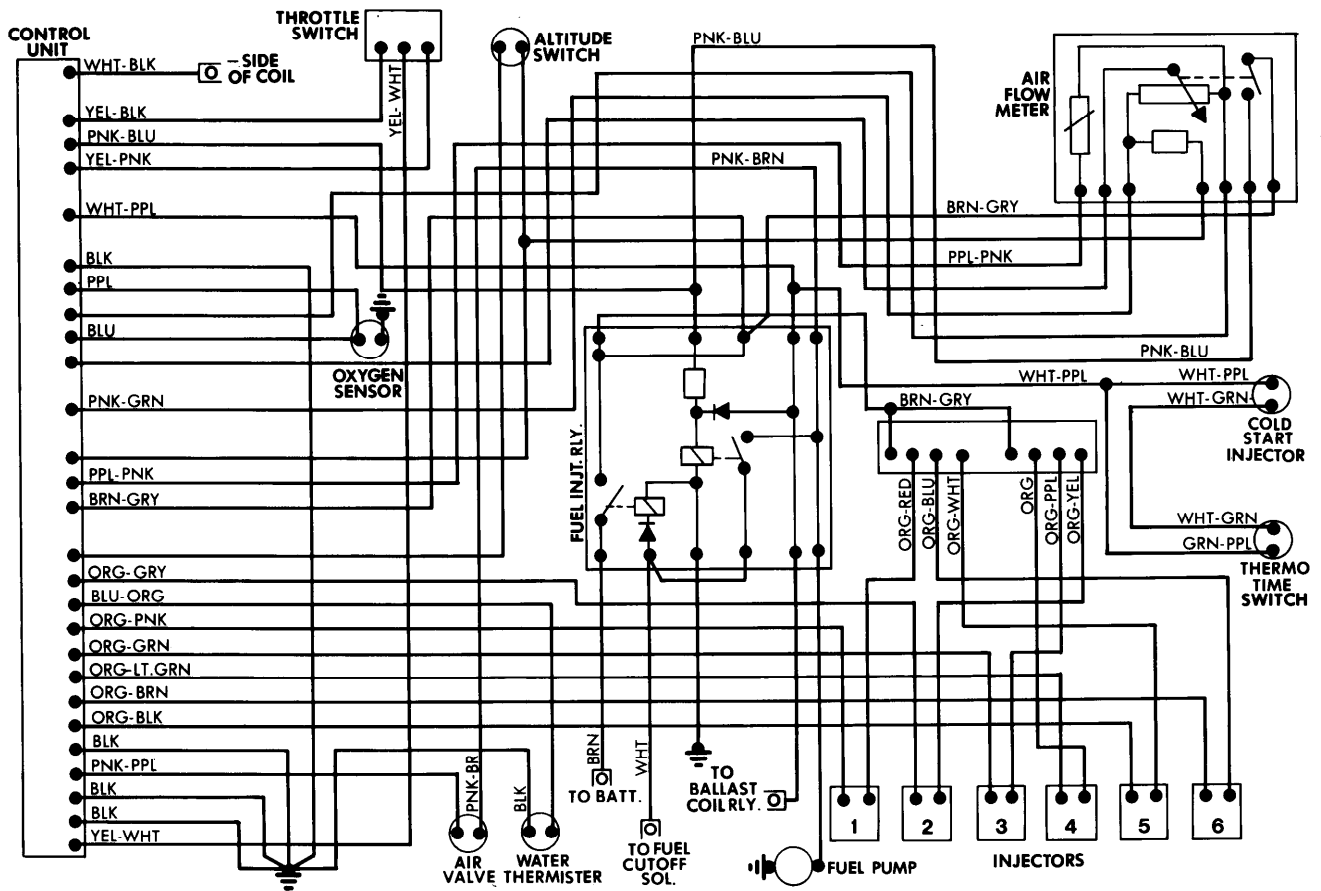 CONTROL
UNIT
THROTTLE
SWITCH
ALTITUDE
SWITCH
AIR
FLOW
METER
WHT-BLK
- SIDE
OF COIL
YEL-BLK
YEL-WHT
PNK-BLU
YEL-PNK
WHT-PPL
BLK
PPL
BLU
OXYGEN
SENSOR
PNK-GRN
PPL-PNK
BRN-GRY
ORG-GRY
BLU-ORG
ORG-PNK
ORG-GRN
ORG-LT.GRN
ORG-BRN
ORG-BLK
BLK
PNK-PPL
BLK
BLK
YEL-WHT
PNK-BLU
PNK-BRN
BRN-GRY
PPL-PNK
PNK-BLU
WHT-PPL
WHT-PPL
WHT-GRN
COLD
START
INJECTOR
BRN-GRY
FUEL INJT. RLY.
ORG-RED
ORG-BLU
ORG-WHT
ORG
ORG-PPL
ORG-YEL
WHT-GRN
GRN-PPL
THERMO
TIME
SWITCH
PNK-BR
BLK
BRN
WHT
AIR
VALVE
WATER
THERMISTER
TO BATT.
TO FUEL
CUTOFF
SOL.
TO
BALLAST
COIL RLY.
FUEL PUMP
1
2
3
4
5
6
INJECTORS